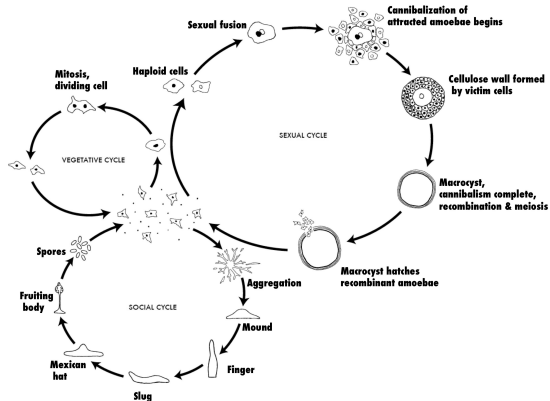 Sexual fusion
Cannibalization of
attracted amoebae begins
Haploid cells
Mitosis,
dividing cell
Cellulose wall formed
by victim cells
VEGETATIVE CYCLE
SEXUAL CYCLE
Macrocyst,
cannibalism complete,
recombination & meiosis
Macrocyst hatches
recombinant amoebae
Spores
Aggregation
Fruiting
body
SOCIAL CYCLE
Mound
Mexican
hat
Finger
Slug